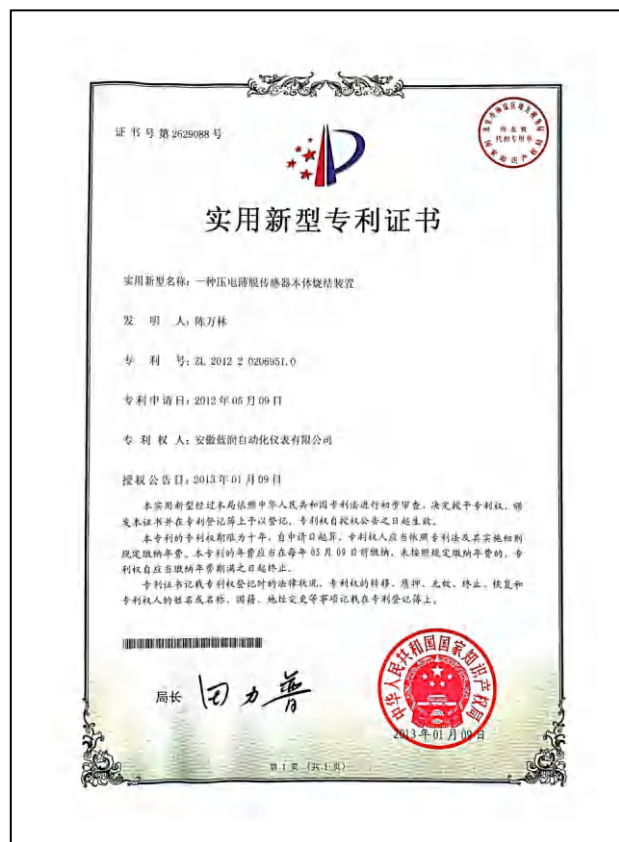 证书号第2629088号
实用新型专利证书
实用新型名称：一种压电薄膜传感器本体烧结装置
发明人：陈万林
专利号：ZL 2012 2 0206951.0
专利申请日：2012年05月09日
专利权人：安徽蓝润自动化仪表有限公司
授权公告日：2013年01月09日
本实用新型经过本局依照中华人民共和国专利法进行初步审查，决定授予专利权，颁
发本证书并在专利登记簿上予以登记。专利权自授权公告之日起生效。
本专利的专利权期限为十年，自申请日起算。专利权人应当依照专利法及其实施细则
规定缴纳年费。本专利的年费应当在每年05月09日前缴纳。未按照规定缴纳年费的，专
利权自应当缴纳年费期满之日起终止。
专利证书记载专利权登记时的法律状况。专利权的转移、质押、无效、终止、恢复和
专利权人的姓名或名称、国籍、地址变更等事项记载在专利登记簿上。
局长
田力普
中华人民共和国国家知识产权局
2013年01月09日
第1页（共1页）